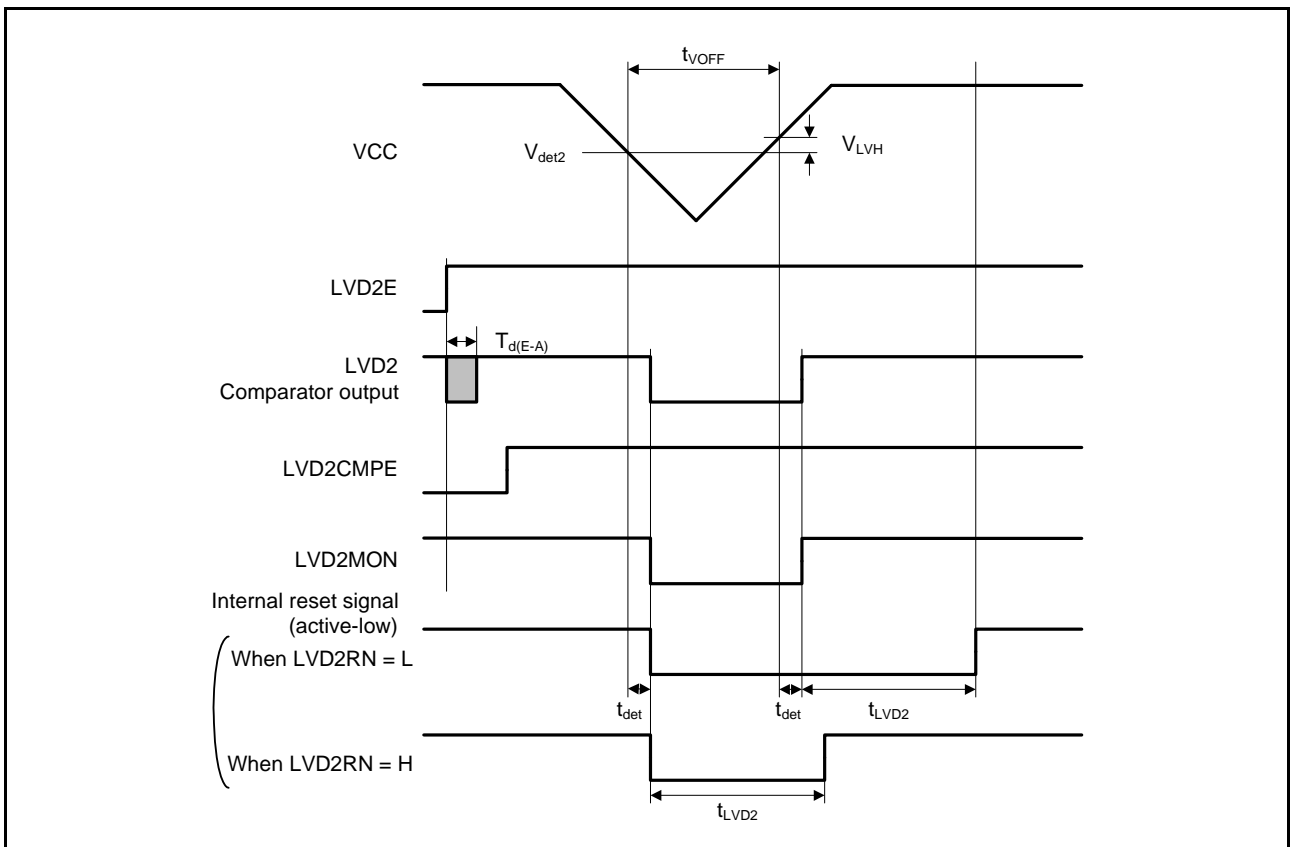 tVOFF
VCC
Vdet2
VLVH
LVD2E
Td(E-A)
LVD2
Comparator output
LVD2CMPE
LVD2MON
Internal reset signal
(active-low)
When LVD2RN = L
tdet
tdet
tLVD2
When LVD2RN = H
tLVD2